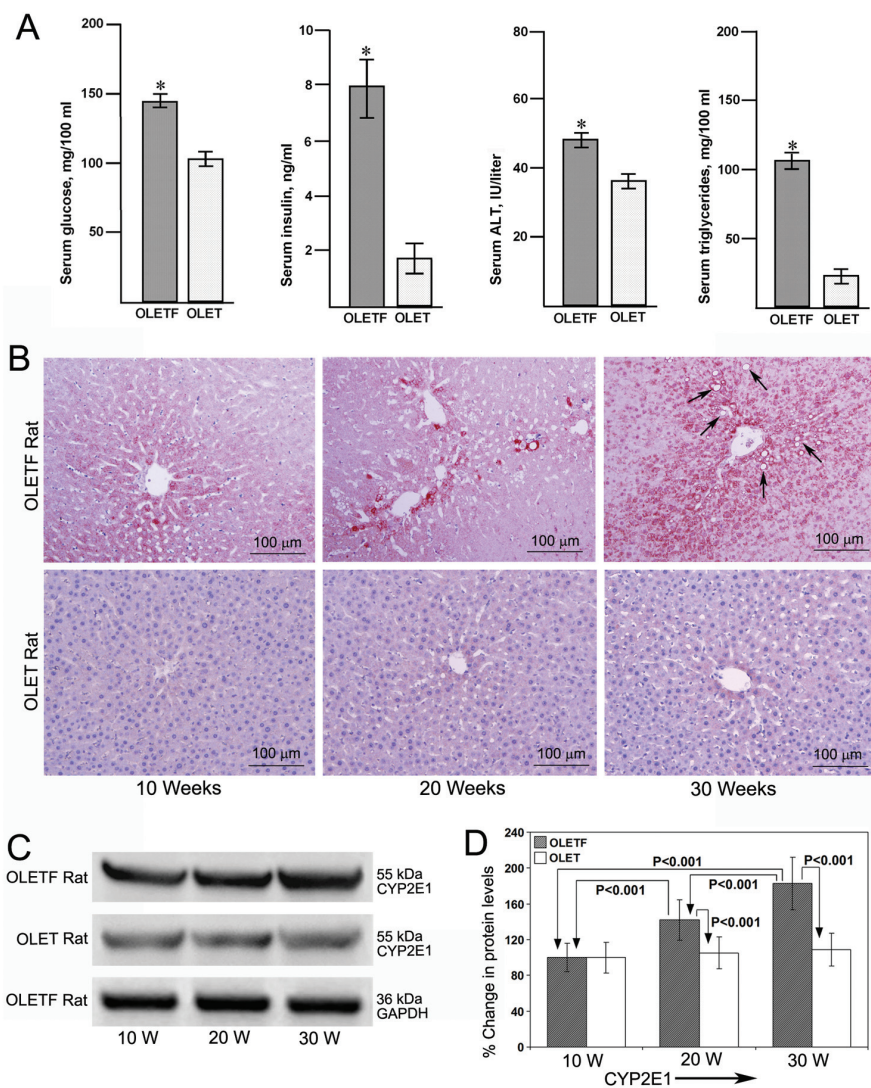 A
Serum glucose, mg/100 ml
200
150
100
50
*
OLETF OLET
Serum insulin, ng/ml
10
8
6
4
2
*
OLETF OLET
Serum ALT, IU/liter
80
60
40
20
*
OLETF OLET
Serum triglycerides, mg/100 ml
200
150
100
50
*
OLETF OLET
B
OLETF Rat
100 µm
100 µm
100 µm
OLET Rat
100 µm
100 µm
100 µm
10 Weeks
20 Weeks
30 Weeks
C
OLETF Rat
55 kDa
CYP2E1
OLET Rat
55 kDa
CYP2E1
OLETF Rat
36 kDa
GAPDH
10 W
20 W
30 W
D
% Change in protein levels
240
200
160
120
80
40
0
OLETF
OLET
P<0.001
P<0.001
P<0.001
P<0.001
P<0.001
10 W
20 W
30 W
CYP2E1